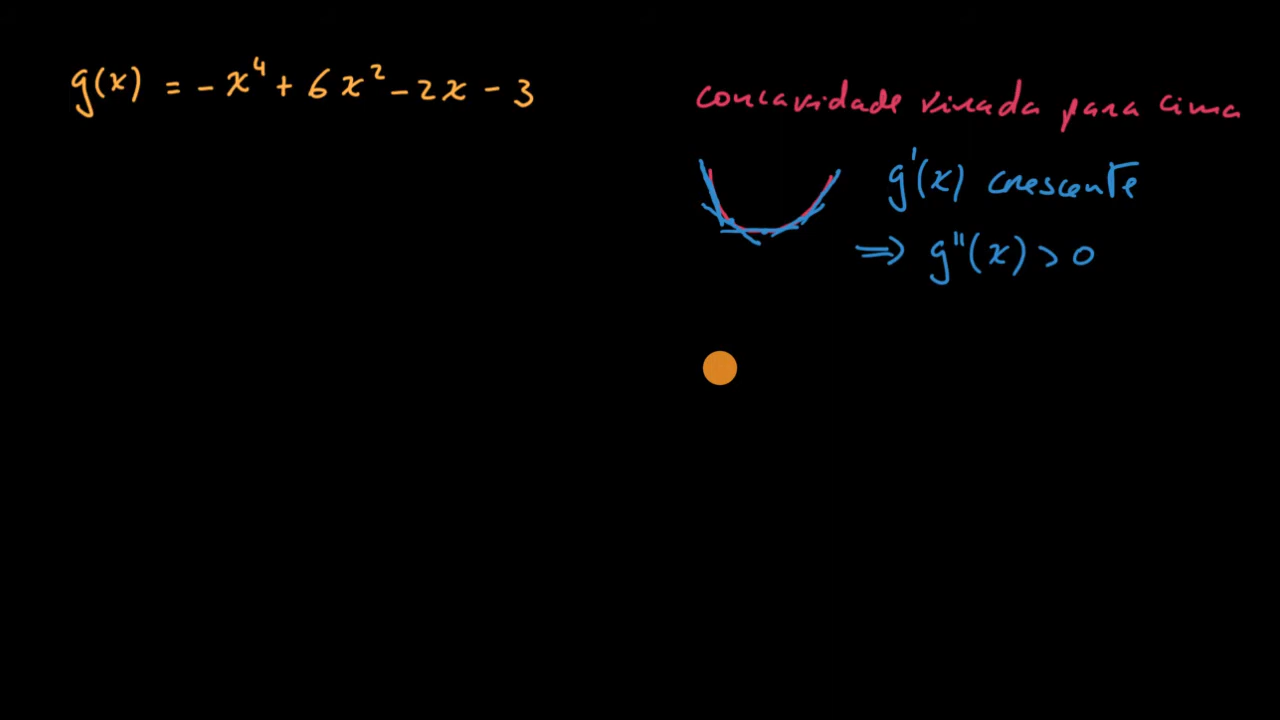 g(x) = -x⁴ + 6x² - 2x - 3
concavidade virada para cima
g'(x) crescente
⇒ g''(x) > 0